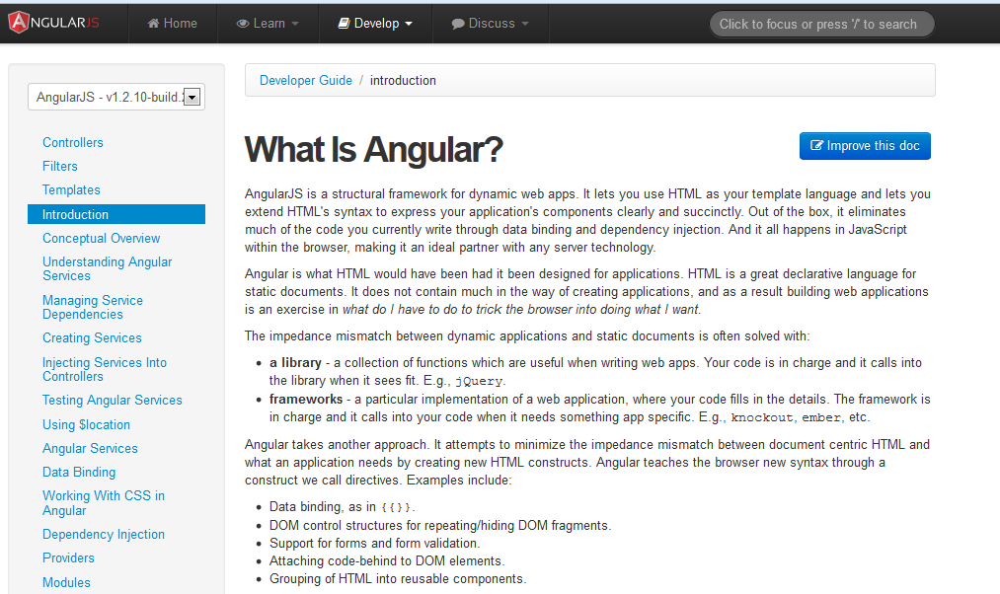 ANGULARJS Home Learn Develop Discuss Click to focus or press '/' to search
AngularJS - v1.2.10-build.
Developer Guide / introduction
Controllers
Filters
Templates
Introduction
Conceptual Overview
Understanding Angular
Services
Managing Service
Dependencies
Creating Services
Injecting Services Into
Controllers
Testing Angular Services
Using $location
Angular Services
Data Binding
Working With CSS in
Angular
Dependency Injection
Providers
Modules
What Is Angular?
Improve this doc
AngularJS is a structural framework for dynamic web apps. It lets you use HTML as your template language and lets you
extend HTML's syntax to express your application's components clearly and succinctly. Out of the box, it eliminates
much of the code you currently write through data binding and dependency injection. And it all happens in JavaScript
within the browser, making it an ideal partner with any server technology.
Angular is what HTML would have been had it been designed for applications. HTML is a great declarative language for
static documents. It does not contain much in the way of creating applications, and as a result building web applications
is an exercise in what do I have to do to trick the browser into doing what I want.
The impedance mismatch between dynamic applications and static documents is often solved with:
• a library - a collection of functions which are useful when writing web apps. Your code is in charge and it calls into
the library when it sees fit. E.g., jQuery.
• frameworks - a particular implementation of a web application, where your code fills in the details. The framework is
in charge and it calls into your code when it needs something app specific. E.g., knockout, ember, etc.
Angular takes another approach. It attempts to minimize the impedance mismatch between document centric HTML and
what an application needs by creating new HTML constructs. Angular teaches the browser new syntax through a
construct we call directives. Examples include:
• Data binding, as in {{}}.
• DOM control structures for repeating/hiding DOM fragments.
• Support for forms and form validation.
• Attaching code-behind to DOM elements.
• Grouping of HTML into reusable components.